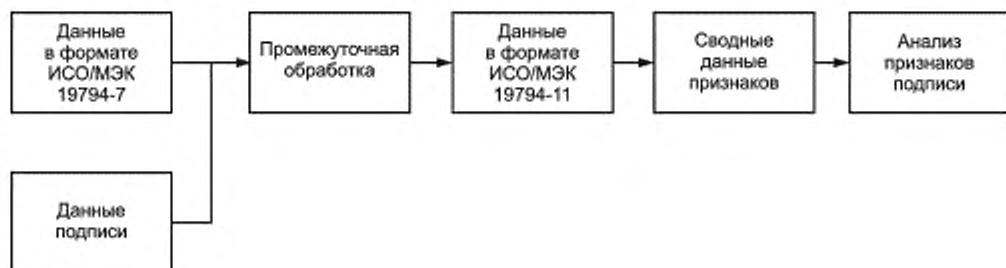 Данные
в формате
ИСО/МЭК
19794-7
Промежуточная
обработка
Данные
в формате
ИСО/МЭК
19794-11
Сводные
данные
признаков
Анализ
признаков
подписи
Данные
подписи